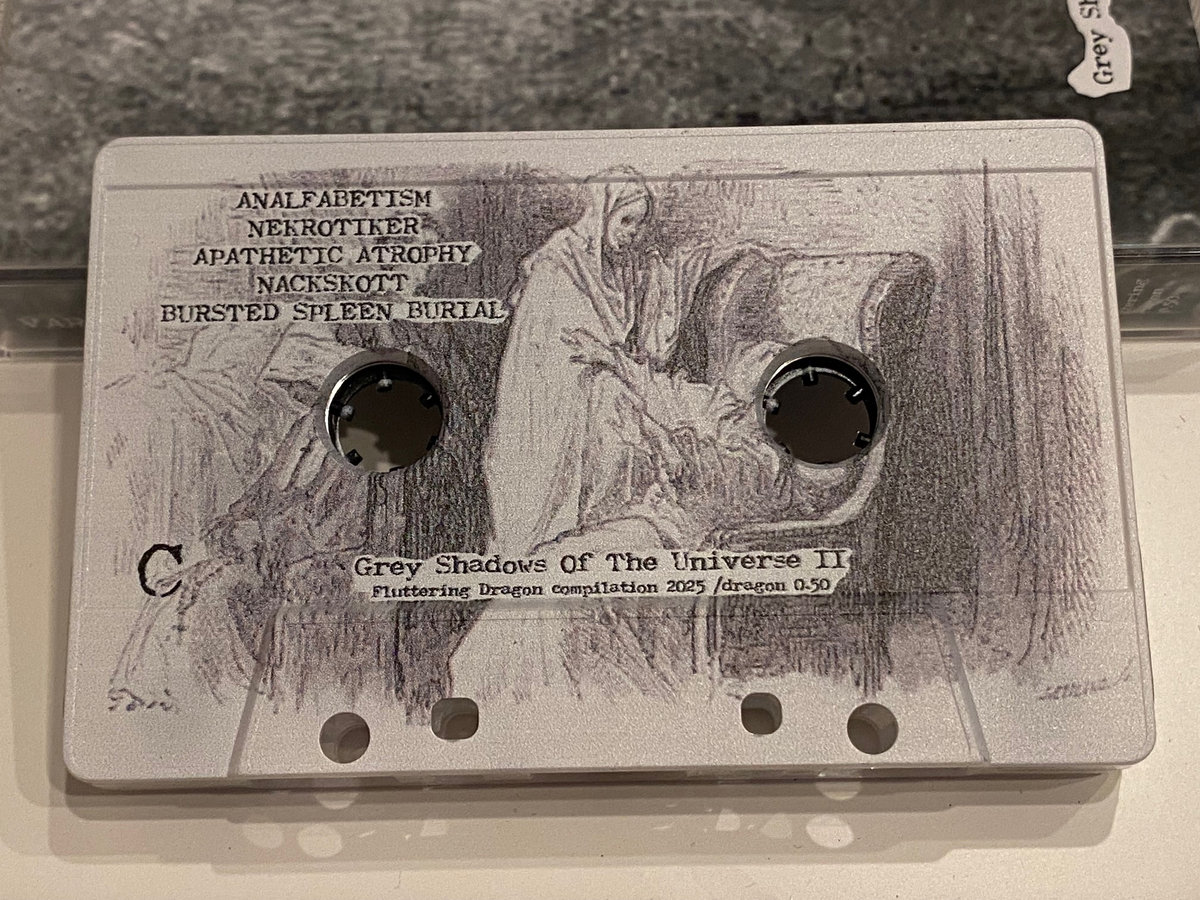 Grey
ANALFABETISM
NEKROTIKER
APATHETIC ATROPHY
NACKSKOTT
BURSTED SPLEEN BURIAL
C
Grey Shadows Of The Universe II
Fluttering Dragon compilation 2025 /dragon 0.50